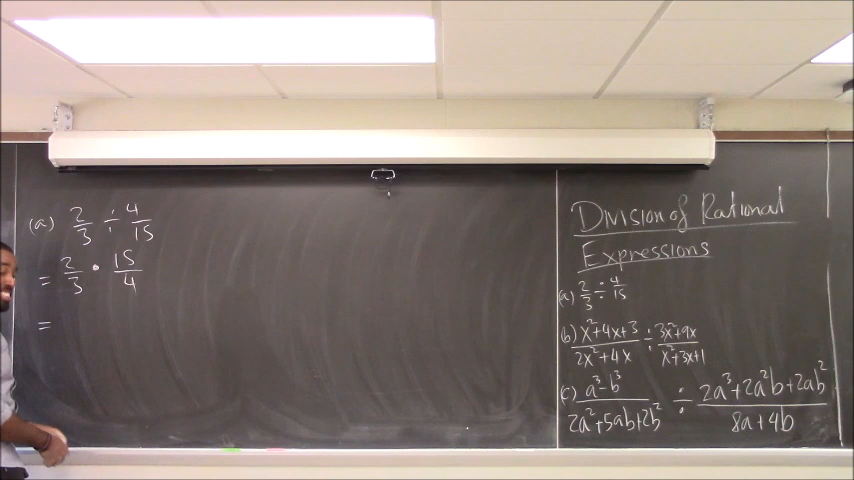 (a) 2/3 ÷ 4/15
= 2/3 • 15/4
=
Division of Rational
Expressions
(a) 2/3 ÷ 4/15
(b) x²+4x+3/2x²+4x ÷ 3x²+9x/x²+3x+1
(c) a³-b³/2a²+5ab+2b² ÷ 2a³+2a²b+2ab²/8a+4b